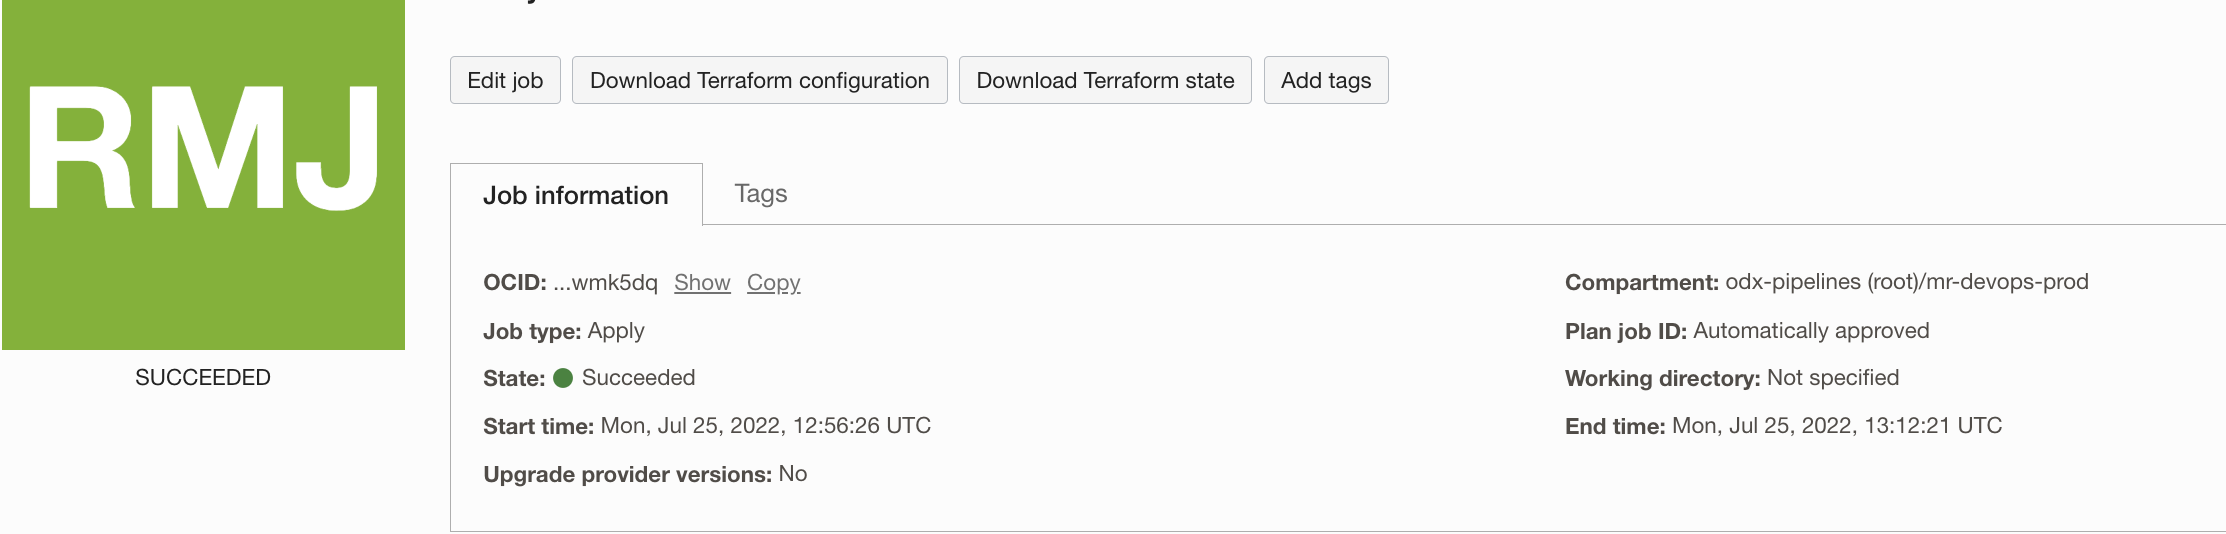 RMJ
SUCCEEDED
Edit job
Download Terraform configuration
Download Terraform state
Add tags
Job information
Tags
OCID: ...wmk5dq Show Copy
Job type: Apply
State: Succeeded
Start time: Mon, Jul 25, 2022, 12:56:26 UTC
Upgrade provider versions: No
Compartment: odx-pipelines (root)/mr-devops-prod
Plan job ID: Automatically approved
Working directory: Not specified
End time: Mon, Jul 25, 2022, 13:12:21 UTC